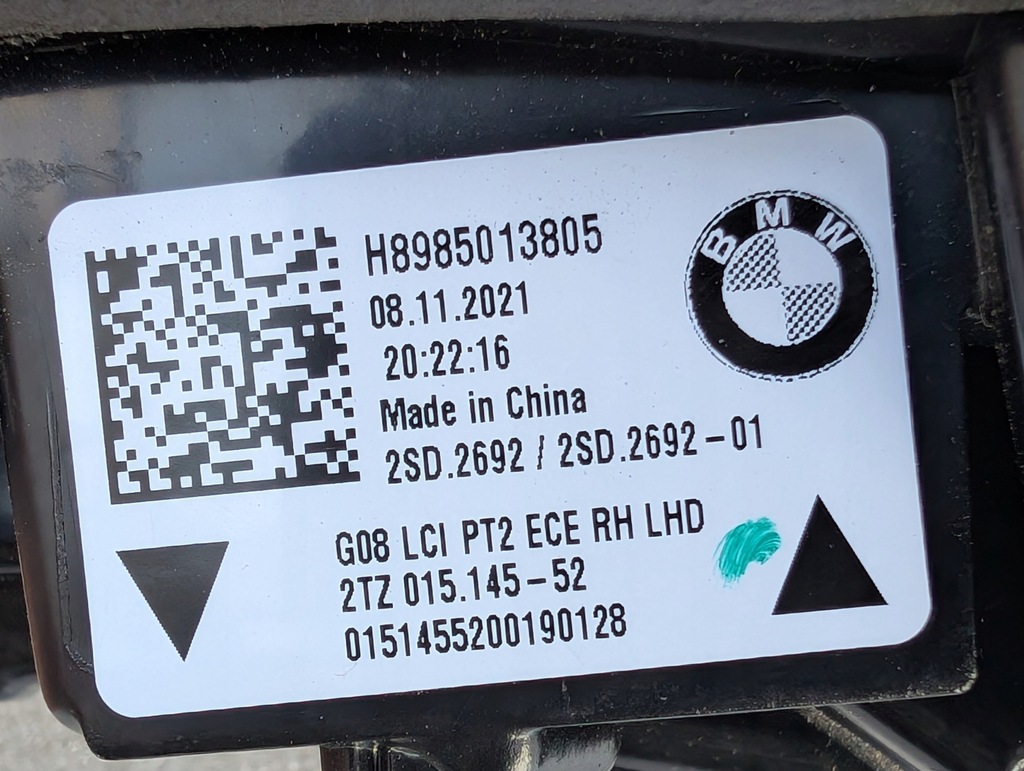 H8985013805
08.11.2021
20:22:16
Made in China
2SD.2692 / 2SD.2692-01
BMW
G08 LCI PT2 ECE RH LHD
2TZ 015.145-52
0151455200190128